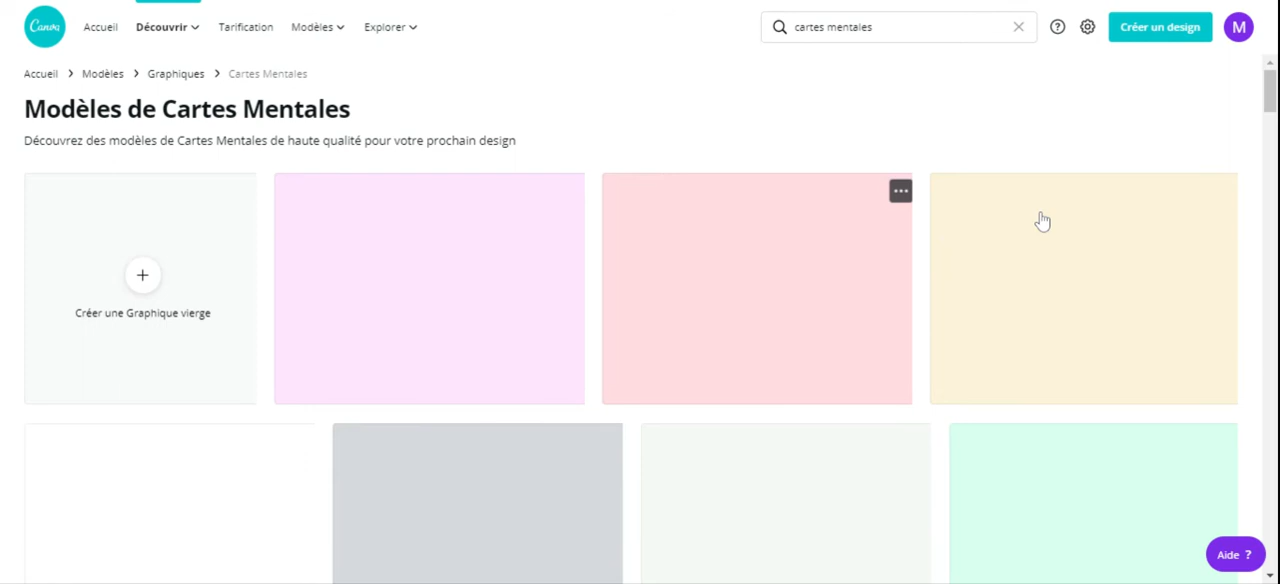 Canva Accueil Découvrir Tarification Modèles Explorer cartes mentales Créer un design M
Accueil > Modèles > Graphiques > Cartes Mentales
Modèles de Cartes Mentales
Découvrez des modèles de Cartes Mentales de haute qualité pour votre prochain design
Créer une Graphique vierge
Aide ?